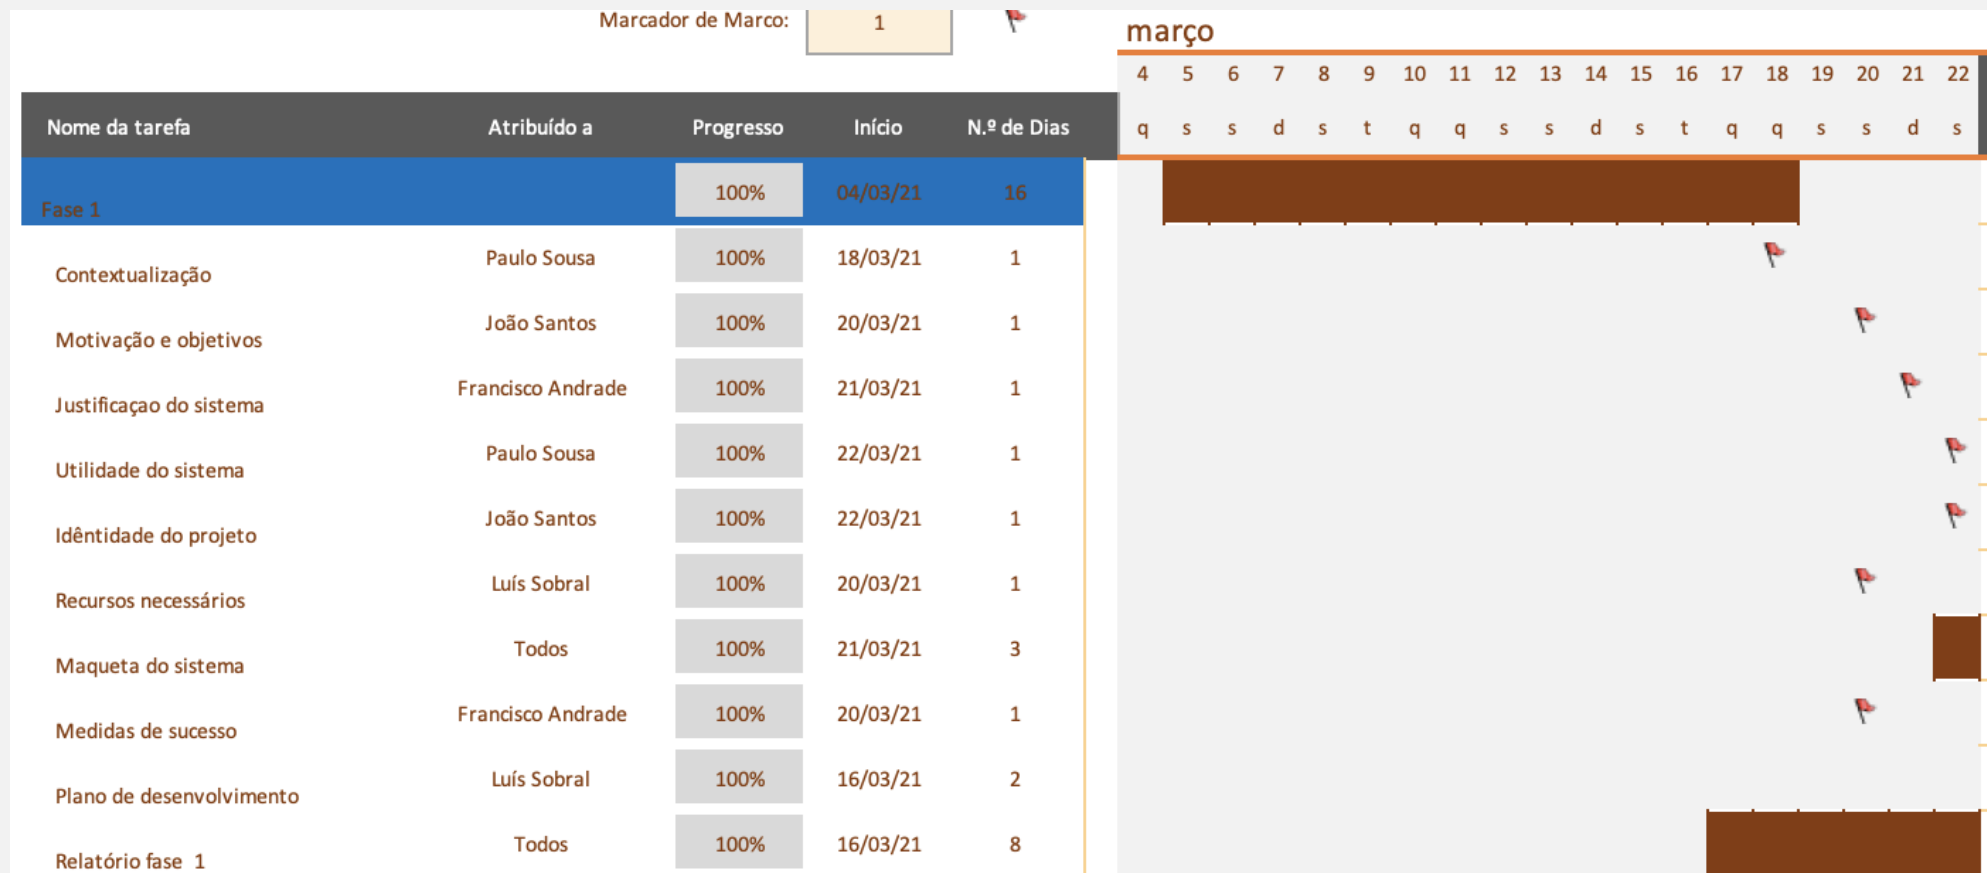 Marcador de Marco: 1
março
4 5 6 7 8 9 10 11 12 13 14 15 16 17 18 19 20 21 22
Nome da tarefa Atribuído a Progresso Início N.º de Dias q s s d s t q q s s d s t q q s s d s
Fase 1 100% 04/03/21 16
Contextualização Paulo Sousa 100% 18/03/21 1
Motivação e objetivos João Santos 100% 20/03/21 1
Justificaçao do sistema Francisco Andrade 100% 21/03/21 1
Utilidade do sistema Paulo Sousa 100% 22/03/21 1
Idêntidade do projeto João Santos 100% 22/03/21 1
Recursos necessários Luís Sobral 100% 20/03/21 1
Maqueta do sistema Todos 100% 21/03/21 3
Medidas de sucesso Francisco Andrade 100% 20/03/21 1
Plano de desenvolvimento Luís Sobral 100% 16/03/21 2
Relatório fase 1 Todos 100% 16/03/21 8